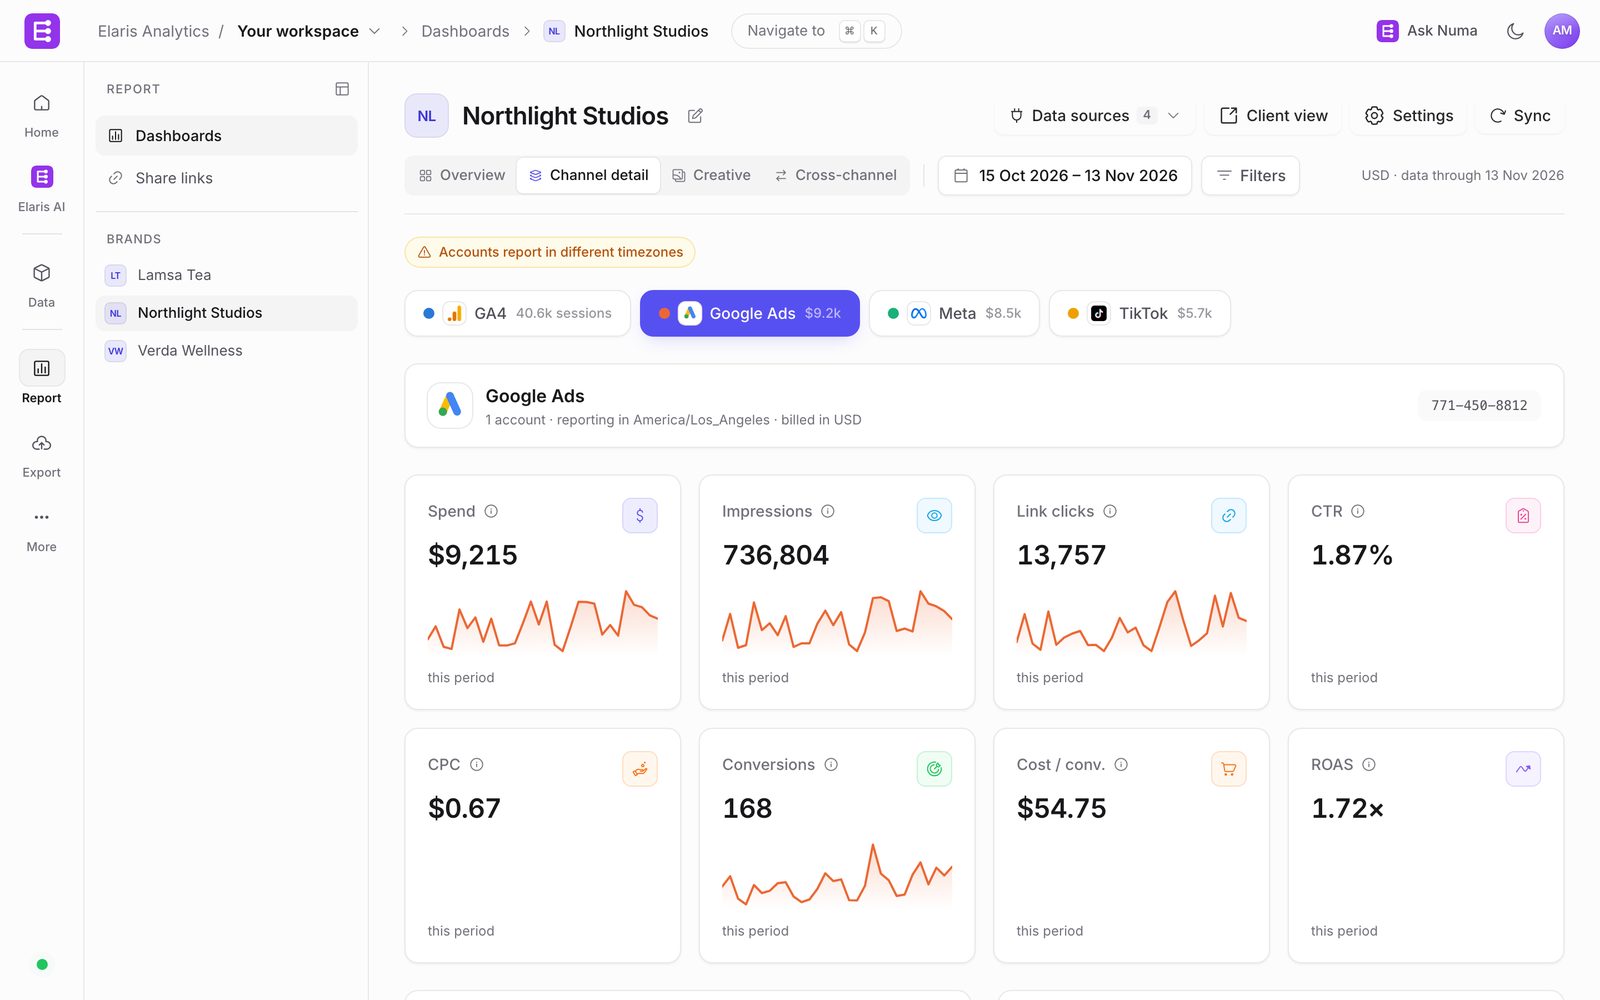 Elaris Analytics / Your workspace > Dashboards > NL Northlight Studios Navigate to ⌘ K Ask Numa AM
Home
Elaris AI
Data
Report
Export
More
REPORT
Dashboards
Share links
BRANDS
LT Lamsa Tea
NL Northlight Studios
VW Verda Wellness
NL Northlight Studios Data sources 4 Client view Settings Sync
Overview Channel detail Creative Cross-channel 15 Oct 2026 – 13 Nov 2026 Filters USD · data through 13 Nov 2026
Accounts report in different timezones
GA4 40.6k sessions Google Ads $9.2k Meta $8.5k TikTok $5.7k
Google Ads
1 account · reporting in America/Los_Angeles · billed in USD
771-450-8812
Spend
$9,215
this period
Impressions
736,804
this period
Link clicks
13,757
this period
CTR
1.87%
this period
CPC
$0.67
this period
Conversions
168
this period
Cost / conv.
$54.75
this period
ROAS
1.72×
this period